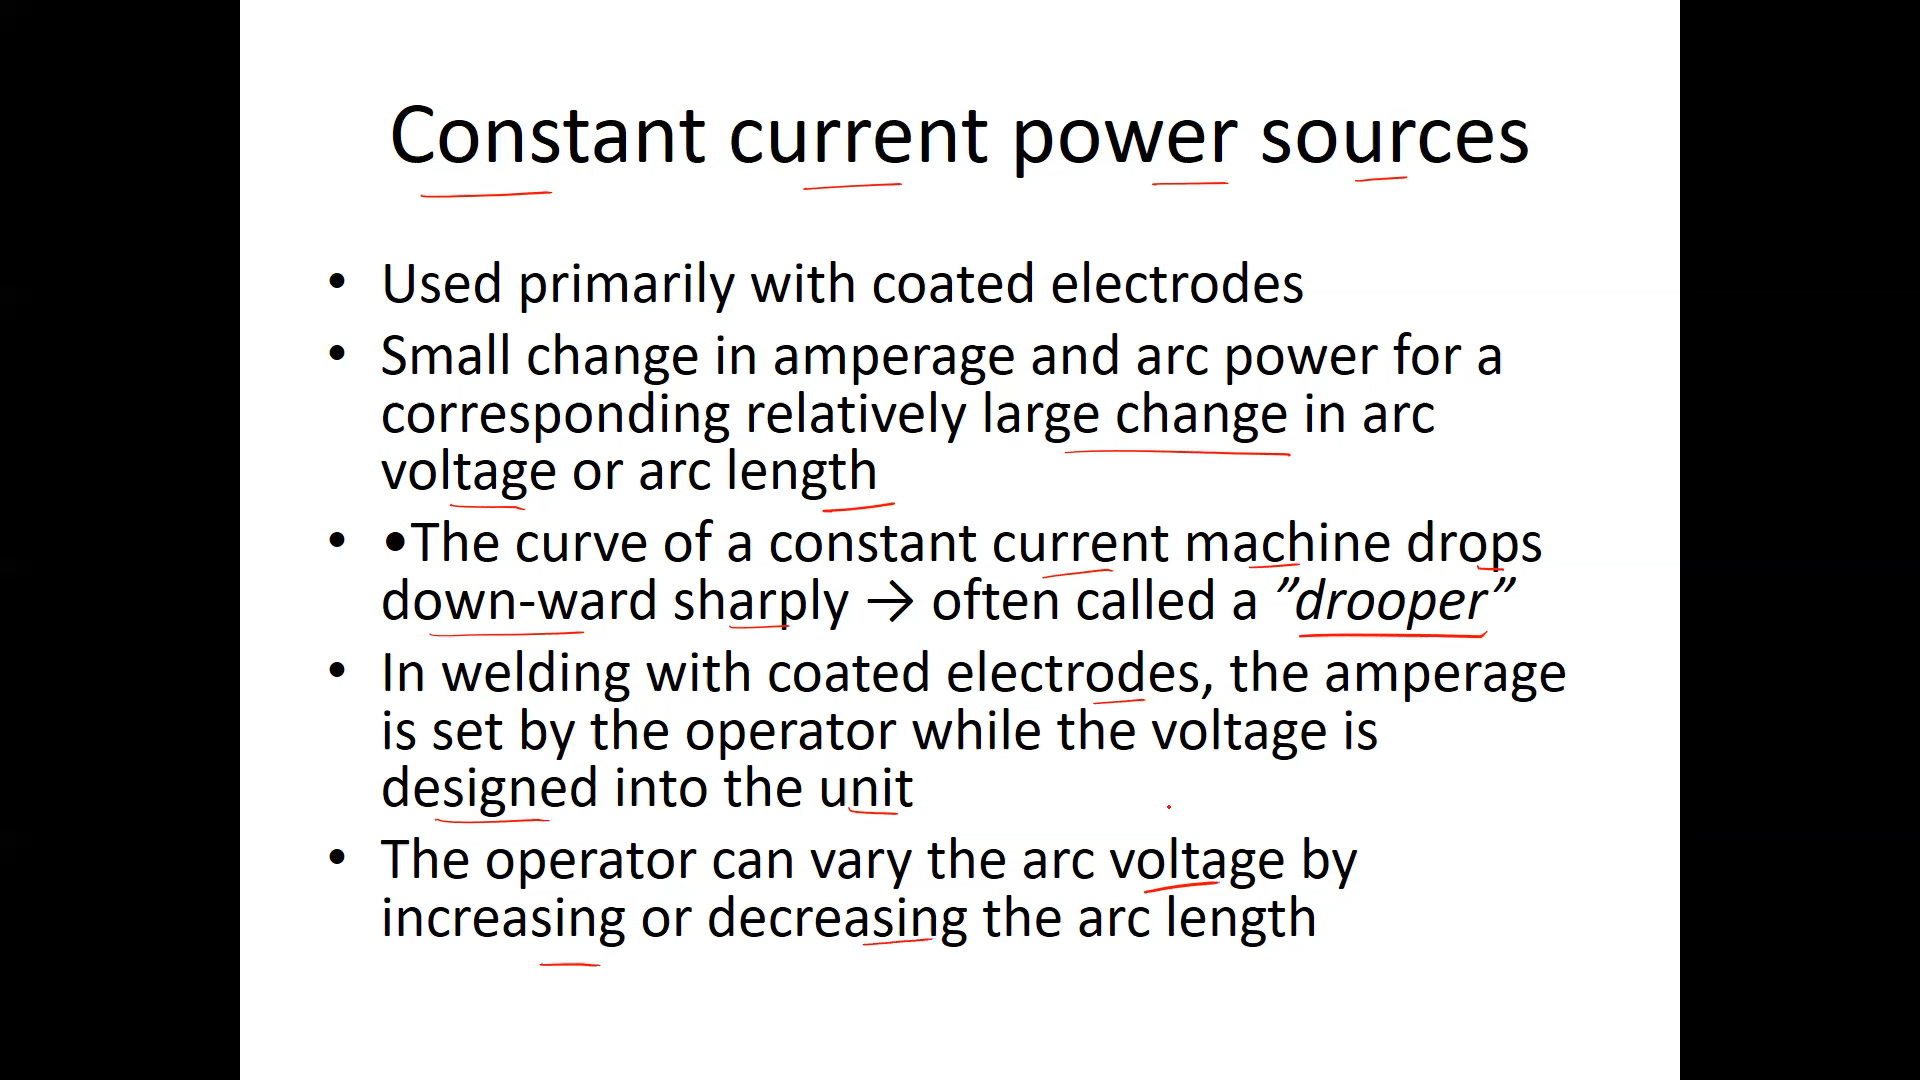 Constant current power sources
• Used primarily with coated electrodes
• Small change in amperage and arc power for a
corresponding relatively large change in arc
voltage or arc length
• •The curve of a constant current machine drops
down-ward sharply → often called a ”drooper”
• In welding with coated electrodes, the amperage
is set by the operator while the voltage is
designed into the unit
• The operator can vary the arc voltage by
increasing or decreasing the arc length